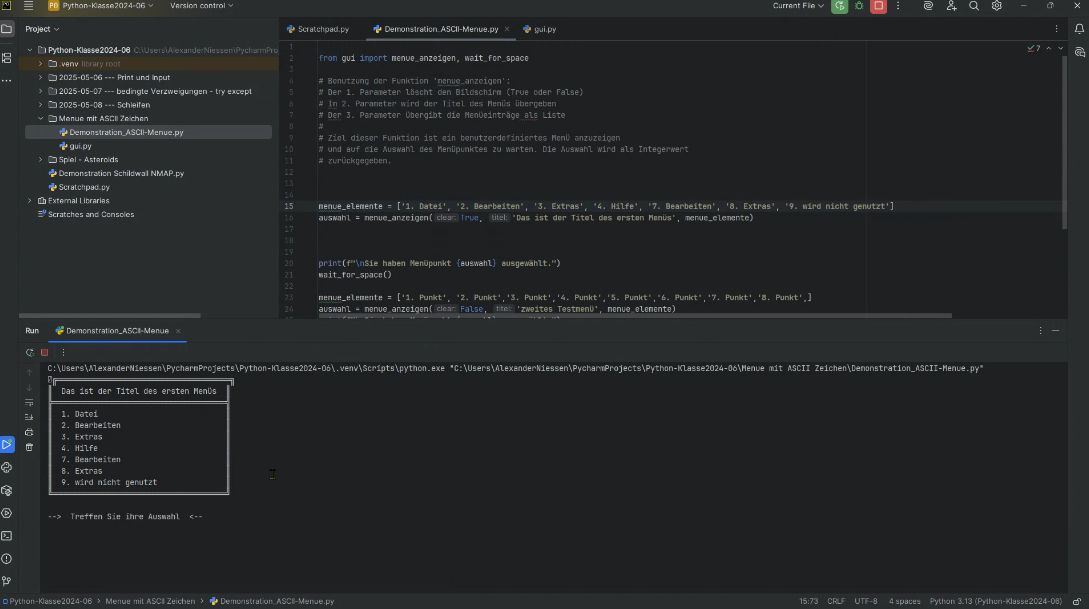 Python-Klasse2024-06
Version control
Current File
Project
Scratchpad.py
Demonstration_ASCII-Menue.py
gui.py
Python-Klasse2024-06 C:\Users\AlexanderNiessen\PycharmProjects
.venv library root
2025-05-06 --- Print und Input
2025-05-07 --- bedingte Verzweigungen - try except
2025-05-08 --- Schleifen
Menue mit ASCII Zeichen
Demonstration_ASCII-Menue.py
gui.py
Spiel - Asteroids
Demonstration Schildwall NMAP.py
Scratchpad.py
External Libraries
Scratches and Consoles
7
1
2 from gui import menue_anzeigen, wait_for_space
3
4 # Benutzung der Funktion 'menue_anzeigen':
5 # Der 1. Parameter löscht den Bildschirm (True oder False)
6 # In 2. Parameter wird der Titel des Menüs übergeben
7 # Der 3. Parameter übergibt die Menüeinträge als Liste
8 #
9 # Ziel dieser Funktion ist ein benutzerdefiniertes MenÜ anzuzeigen
10 # und auf die Auswahl des Menüpunktes zu warten. Die Auswahl wird als Integerwert
11 # zurückgegeben.
12
13
14
15 menue_elemente = ['1. Datei', '2. Bearbeiten', '3. Extras', '4. Hilfe', '7. Bearbeiten', '8. Extras', '9. wird nicht genutzt']
16 auswahl = menue_anzeigen( clear: True, titel: 'Das ist der Titel des ersten Menüs', menue_elemente)
17
18
19
20 print(f"\nSie haben Menüpunkt {auswahl} ausgewählt.")
21 wait_for_space()
22
23 menue_elemente = ['1. Punkt', '2. Punkt','3. Punkt','4. Punkt','5. Punkt','6. Punkt','7. Punkt','8. Punkt',]
24 auswahl = menue_anzeigen( clear: False, titel: 'zweites Testmenü', menue_elemente)
Run
Demonstration_ASCII-Menue
C:\Users\AlexanderNiessen\PycharmProjects\Python-Klasse2024-06\.venv\Scripts\python.exe "C:\Users\AlexanderNiessen\PycharmProjects\Python-Klasse2024-06\Menue mit ASCII Zeichen\Demonstration_ASCII-Menue.py"
Das ist der Titel des ersten Menüs
1. Datei
2. Bearbeiten
3. Extras
4. Hilfe
7. Bearbeiten
8. Extras
9. wird nicht genutzt
--> Treffen Sie ihre Auswahl <--
Python-Klasse2024-06 > Menue mit ASCII Zeichen > Demonstration_ASCII-Menue.py
15:73 CRLF UTF-8 4 spaces Python 3.13 (Python-Klasse2024-06)